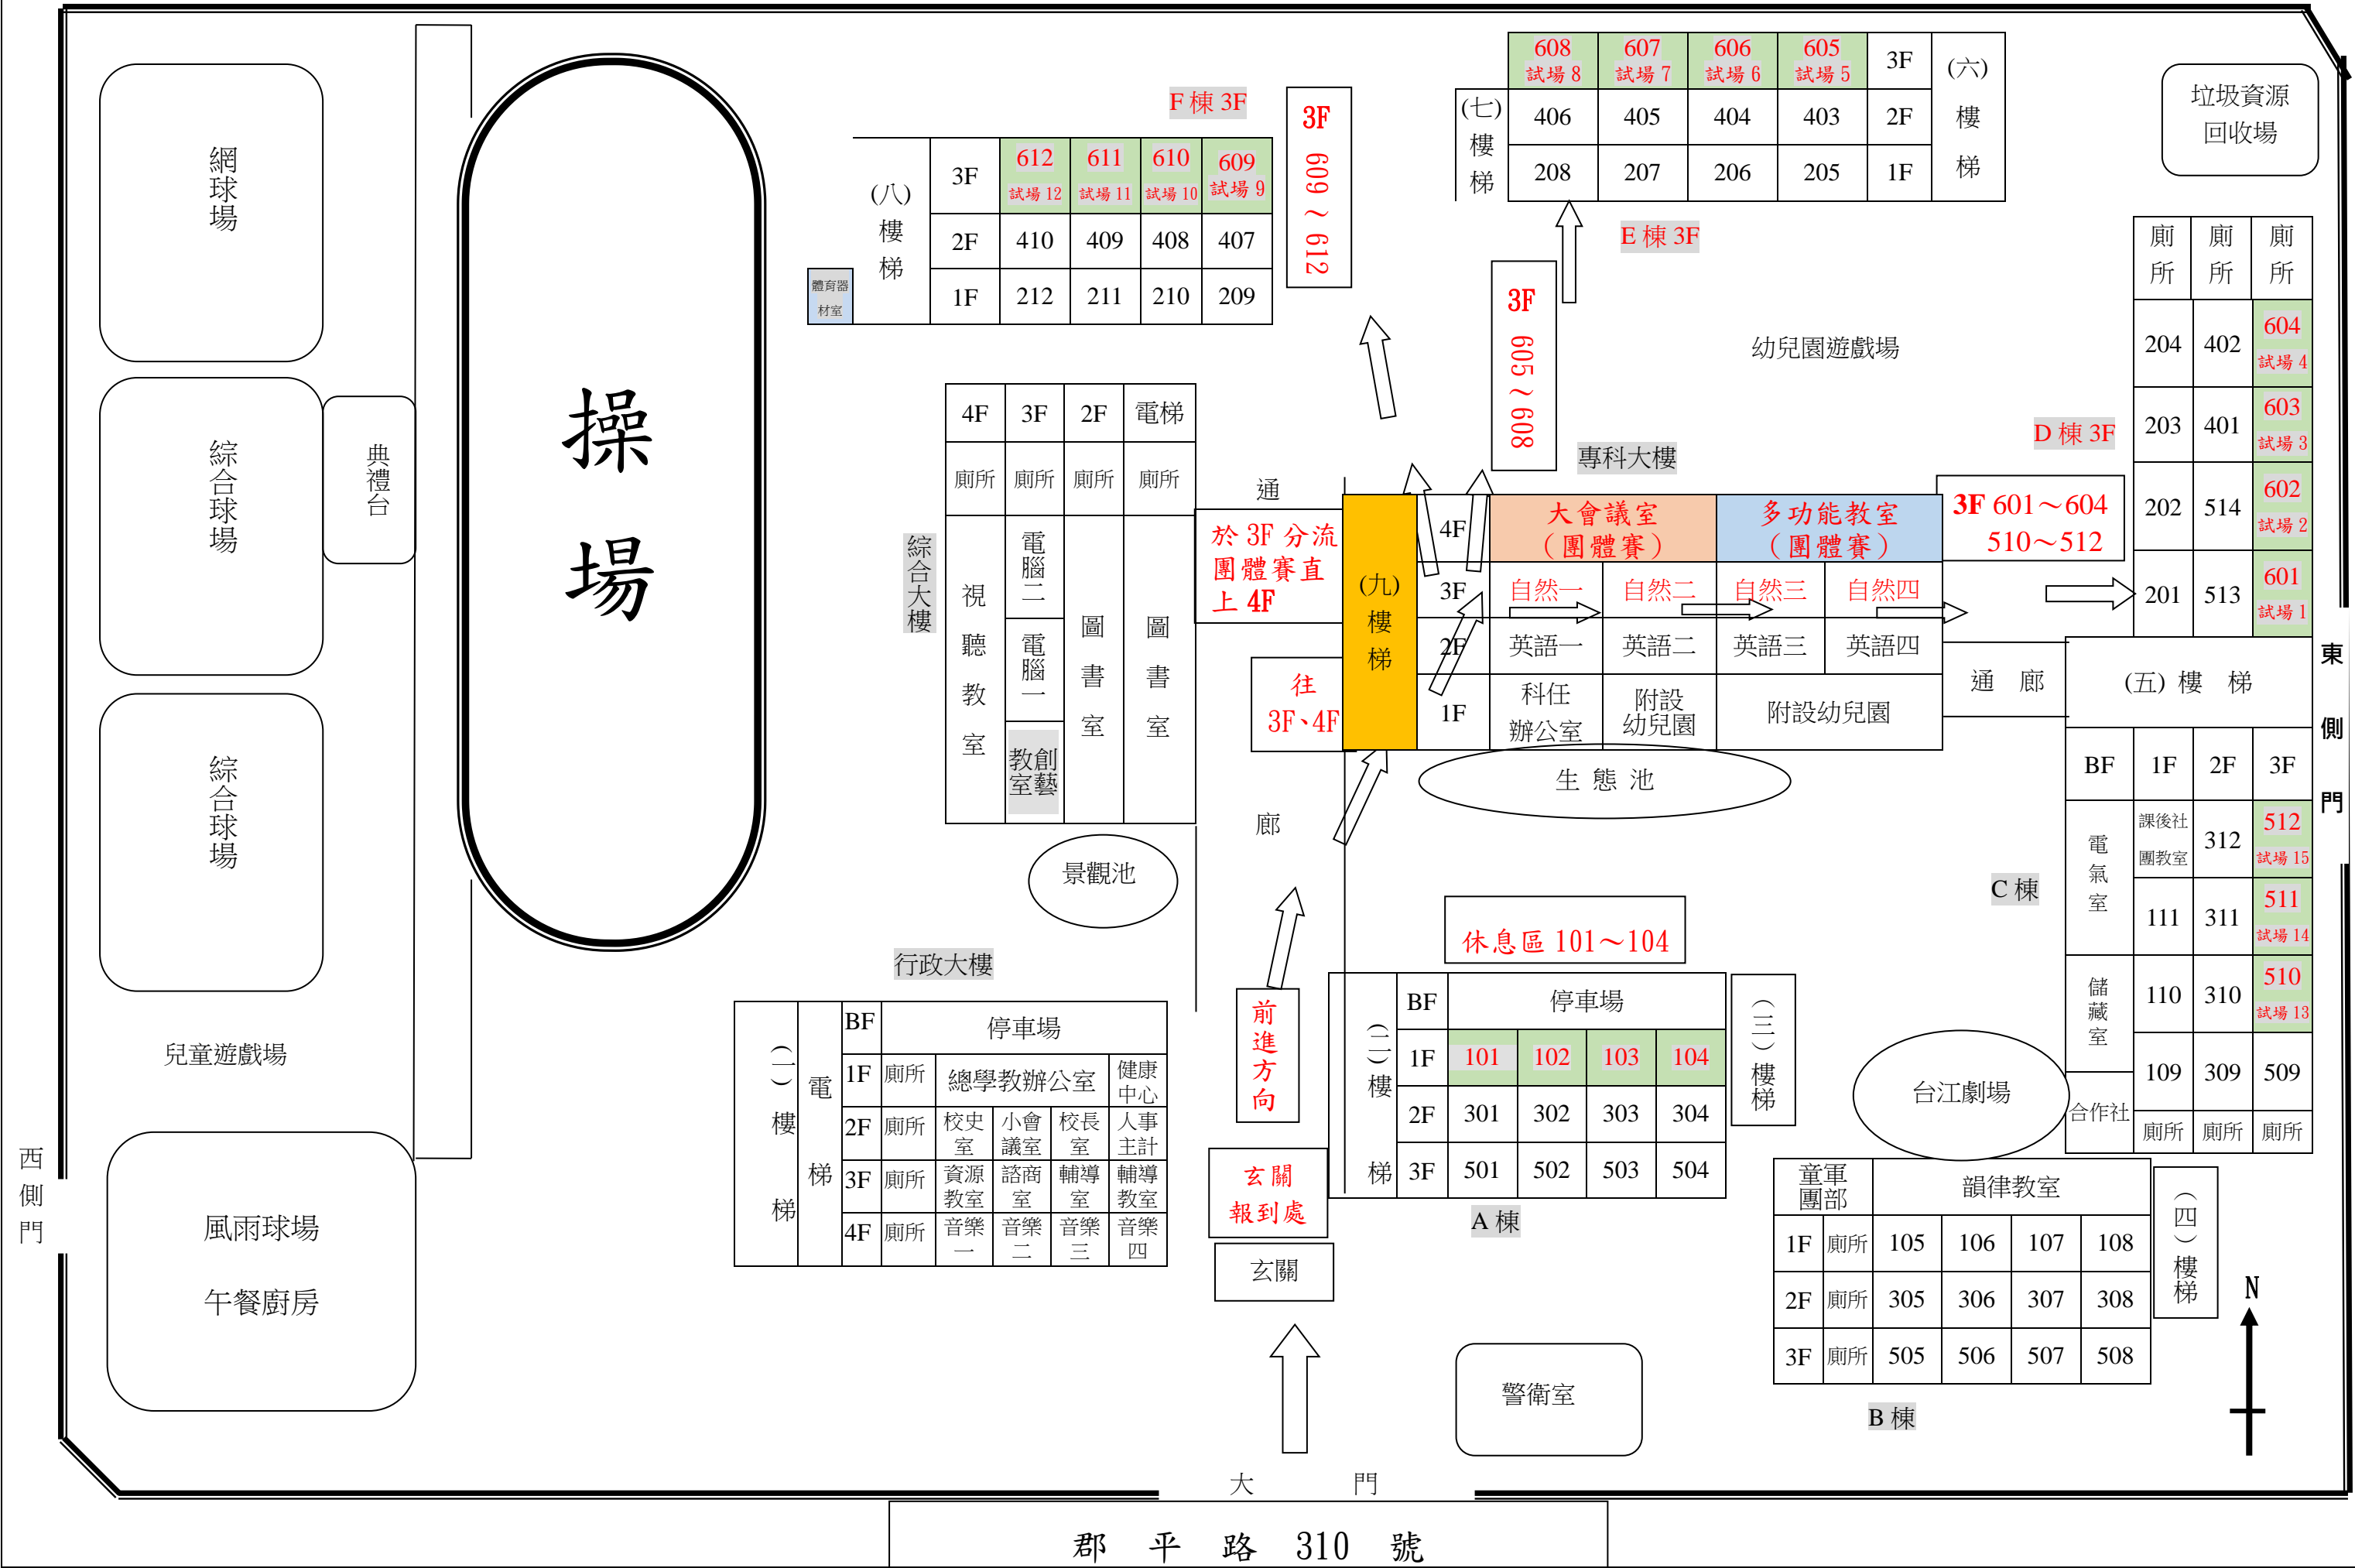 網球場
綜合球場
綜合球場
典禮台
操場
兒童遊戲場
風雨球場
午餐廚房
西側門
F棟3F
(八)樓梯
3F 612 試場12 611 試場11 610 試場10 609 試場9
2F 410 409 408 407
1F 212 211 210 209
體育器材室
3F 609～612
608 試場8 607 試場7 606 試場6 605 試場5 3F
(六)樓梯
(七)樓梯
406 405 404 403 2F
208 207 206 205 1F
E棟3F
3F 605～608
垃圾資源
回收場
幼兒園遊戲場
廁所 廁所 廁所
204 402 604 試場4
203 401 603 試場3
202 514 602 試場2
201 513 601 試場1
D棟3F
3F 601～604
510～512
4F 3F 2F 電梯
廁所 廁所 廁所 廁所
視聽教室
電腦二
電腦一
創藝教室
圖書室
圖書室
綜合大樓
通
廊
於3F分流
團體賽直
上4F
往
3F、4F
(九)樓梯
專科大樓
4F 大會議室（團體賽） 多功能教室（團體賽）
3F 自然一 自然二 自然三 自然四
2F 英語一 英語二 英語三 英語四
1F 科任辦公室 附設幼兒園 附設幼兒園
通 廊
(五)樓 梯
東側門
生態池
景觀池
BF 1F 2F 3F
電氣室
儲藏室
合作社
課後社團教室 312 512 試場15
111 311 511 試場14
110 310 510 試場13
109 309 509
廁所 廁所 廁所
C棟
行政大樓
(一)樓梯
電梯
BF 停車場
1F 廁所 總學教辦公室 健康中心
2F 廁所 校史室 小會議室 校長室 人事主計
3F 廁所 資源教室 諮商室 輔導室 輔導教室
4F 廁所 音樂一 音樂二 音樂三 音樂四
前進方向
玄關
報到處
玄關
休息區101～104
(二)樓梯
BF 停車場
1F 101 102 103 104
2F 301 302 303 304
3F 501 502 503 504
(三)樓梯
A棟
台江劇場
童軍團部 韻律教室
1F 廁所 105 106 107 108
2F 廁所 305 306 307 308
3F 廁所 505 506 507 508
(四)樓梯
B棟
N
警衛室
大 門
郡 平 路 310 號